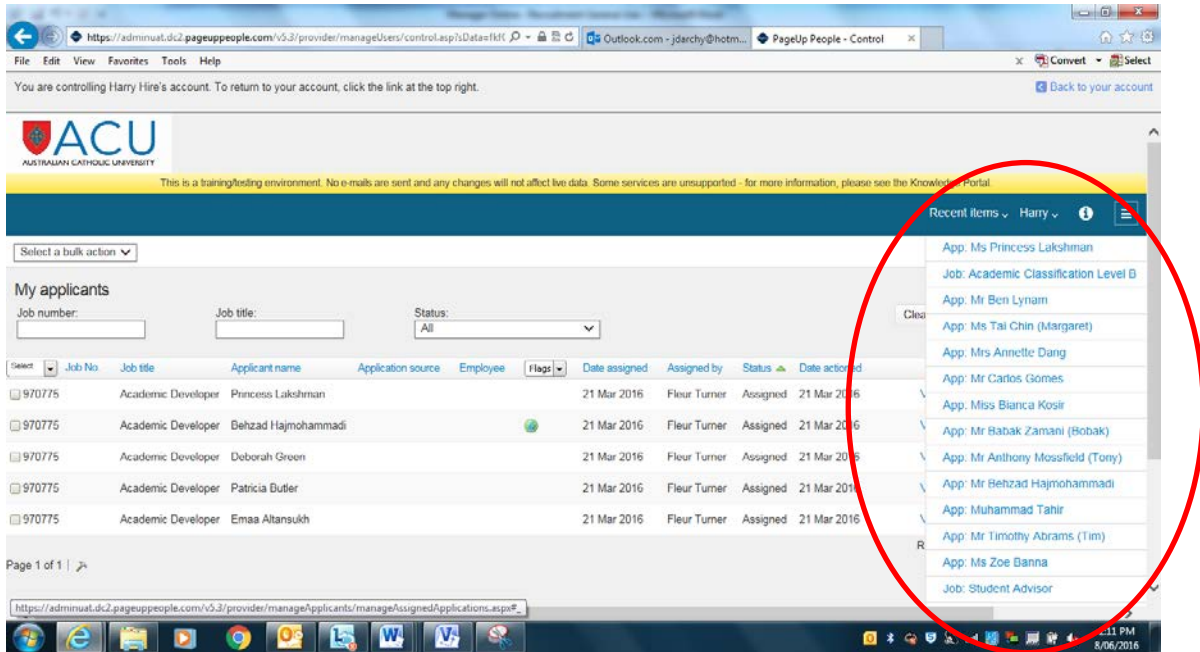 https://adminuat.dc2.pageuppeople.com/v5.3/provider/manageUsers/control.asp?sData=fkf(
Outlook.com - jdarchy@hotm...
PageUp People - Control
File Edit View Favorites Tools Help
Convert Select
You are controlling Harry Hire's account. To return to your account, click the link at the top right.
Back to your account
ACU
AUSTRALIAN CATHOLIC UNIVERSITY
This is a training/testing environment. No e-mails are sent and any changes will not affect live data. Some services are unsupported - for more information, please see the Knowledge Portal.
Recent items Harry
Select a bulk action
My applicants
Job number: Job title: Status:
All
Clea
Select Job No. Job title Applicant name Application source Employee Flags Date assigned Assigned by Status Date actioned
970775 Academic Developer Princess Lakshman 21 Mar 2016 Fleur Turner Assigned 21 Mar 2016
970775 Academic Developer Behzad Hajmohammadi 21 Mar 2016 Fleur Turner Assigned 21 Mar 2016
970775 Academic Developer Deborah Green 21 Mar 2016 Fleur Turner Assigned 21 Mar 2016
970775 Academic Developer Patricia Butler 21 Mar 2016 Fleur Turner Assigned 21 Mar 2016
970775 Academic Developer Emaa Altansukh 21 Mar 2016 Fleur Turner Assigned 21 Mar 2016
R
Page 1 of 1
App: Ms Princess Lakshman
Job: Academic Classification Level B
App: Mr Ben Lynam
App: Ms Tai Chin (Margaret)
App: Mrs Annette Dang
App: Mr Carlos Gomes
App: Miss Bianca Kosir
App: Mr Babak Zamani (Bobak)
App: Mr Anthony Mossfield (Tony)
App: Mr Behzad Hajmohammadi
App: Muhammad Tahir
App: Mr Timothy Abrams (Tim)
App: Ms Zoe Banna
Job: Student Advisor
https://adminuat.dc2.pageuppeople.com/v5.3/provider/manageApplicants/manageAssignedApplications.aspx#_
:11 PM
8/06/2016